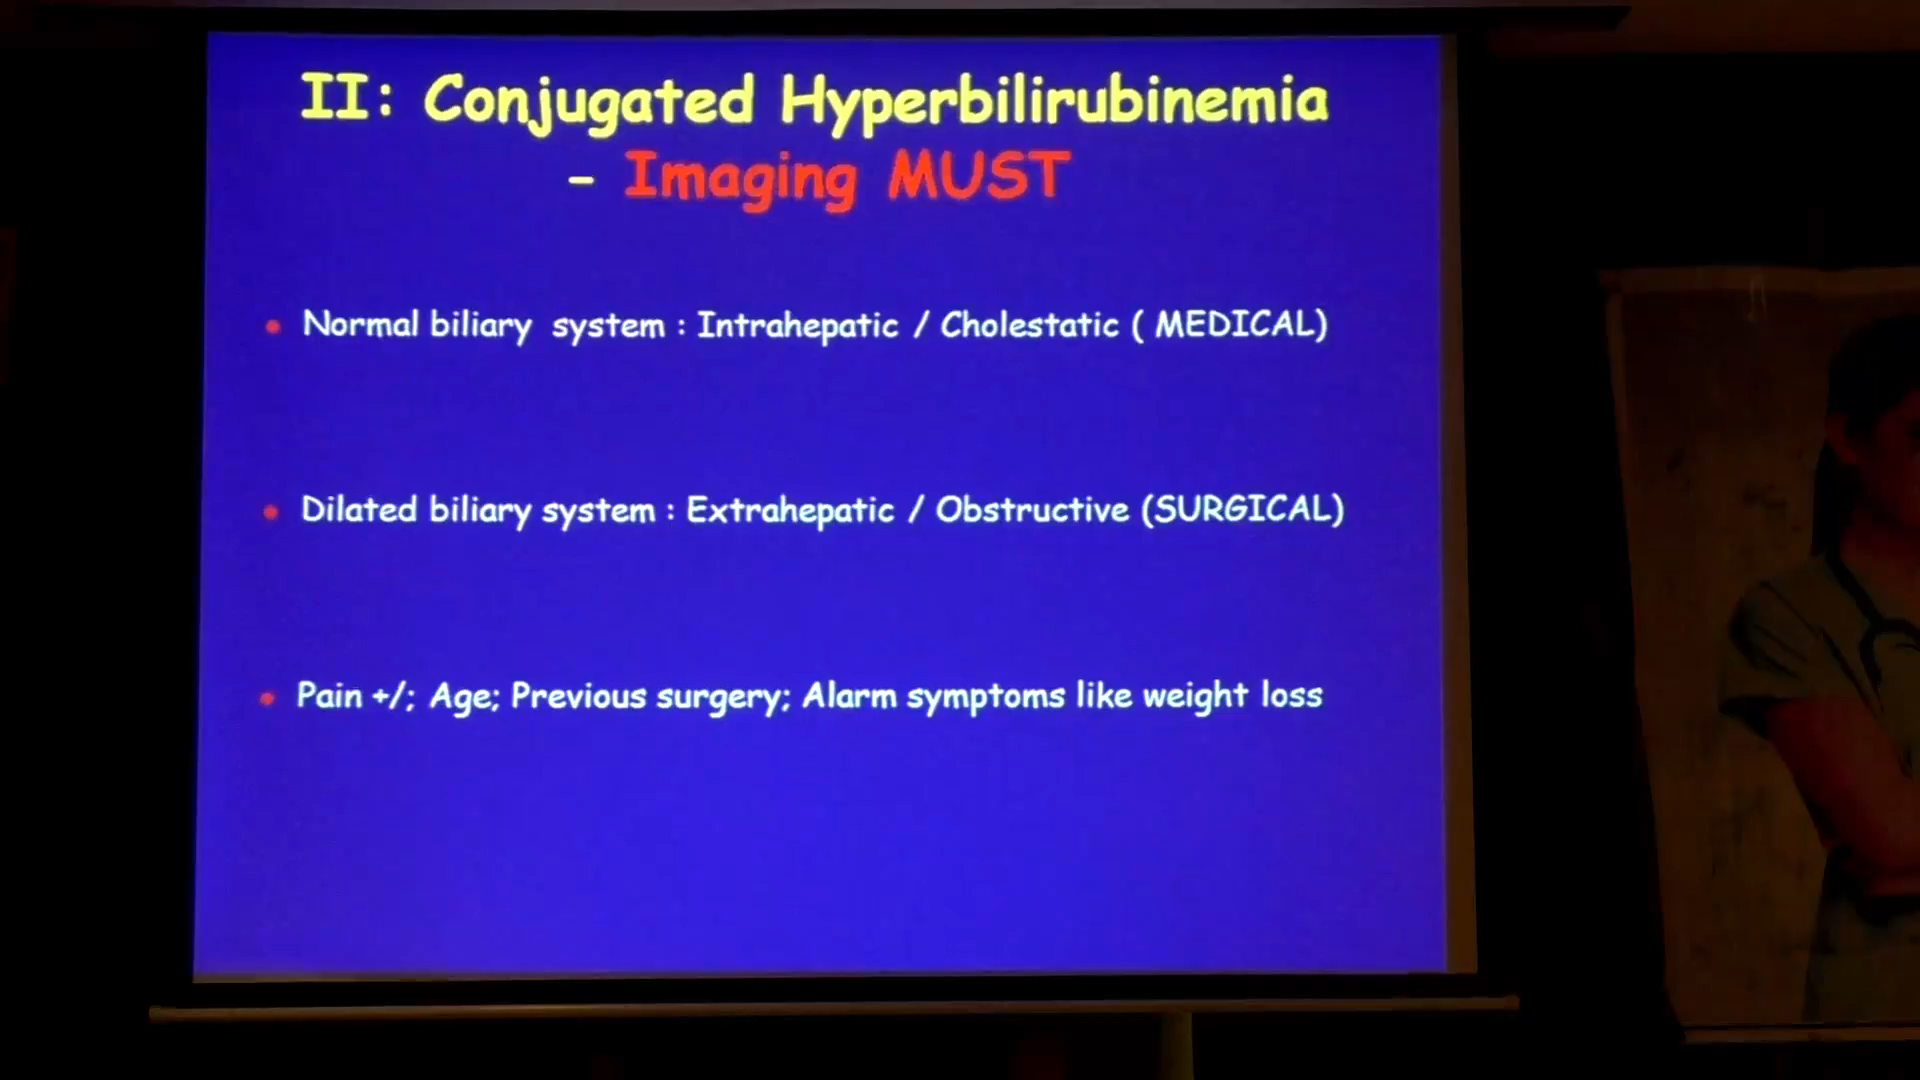 II: Conjugated Hyperbilirubinemia
- Imaging MUST
Normal biliary system : Intrahepatic / Cholestatic ( MEDICAL)
Dilated biliary system : Extrahepatic / Obstructive (SURGICAL)
Pain +/; Age; Previous surgery; Alarm symptoms like weight loss